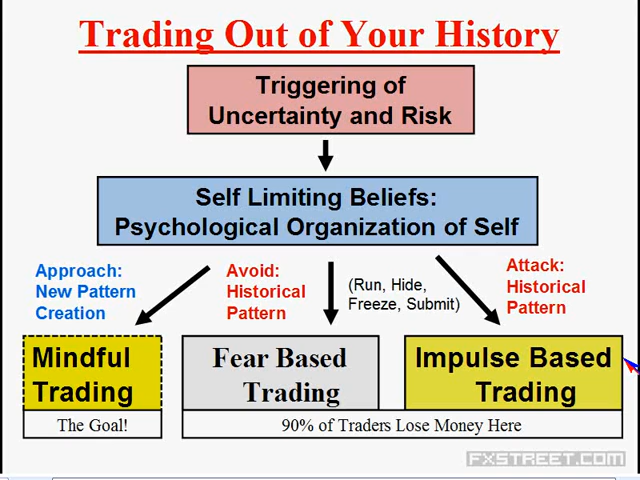 Trading Out of Your History
Triggering of
Uncertainty and Risk
Self Limiting Beliefs:
Psychological Organization of Self
Approach:
New Pattern
Creation
Avoid:
Historical
Pattern
(Run, Hide,
Freeze, Submit)
Attack:
Historical
Pattern
Mindful
Trading
The Goal!
Fear Based
Trading
Impulse Based
Trading
90% of Traders Lose Money Here
FXSTREET.COM